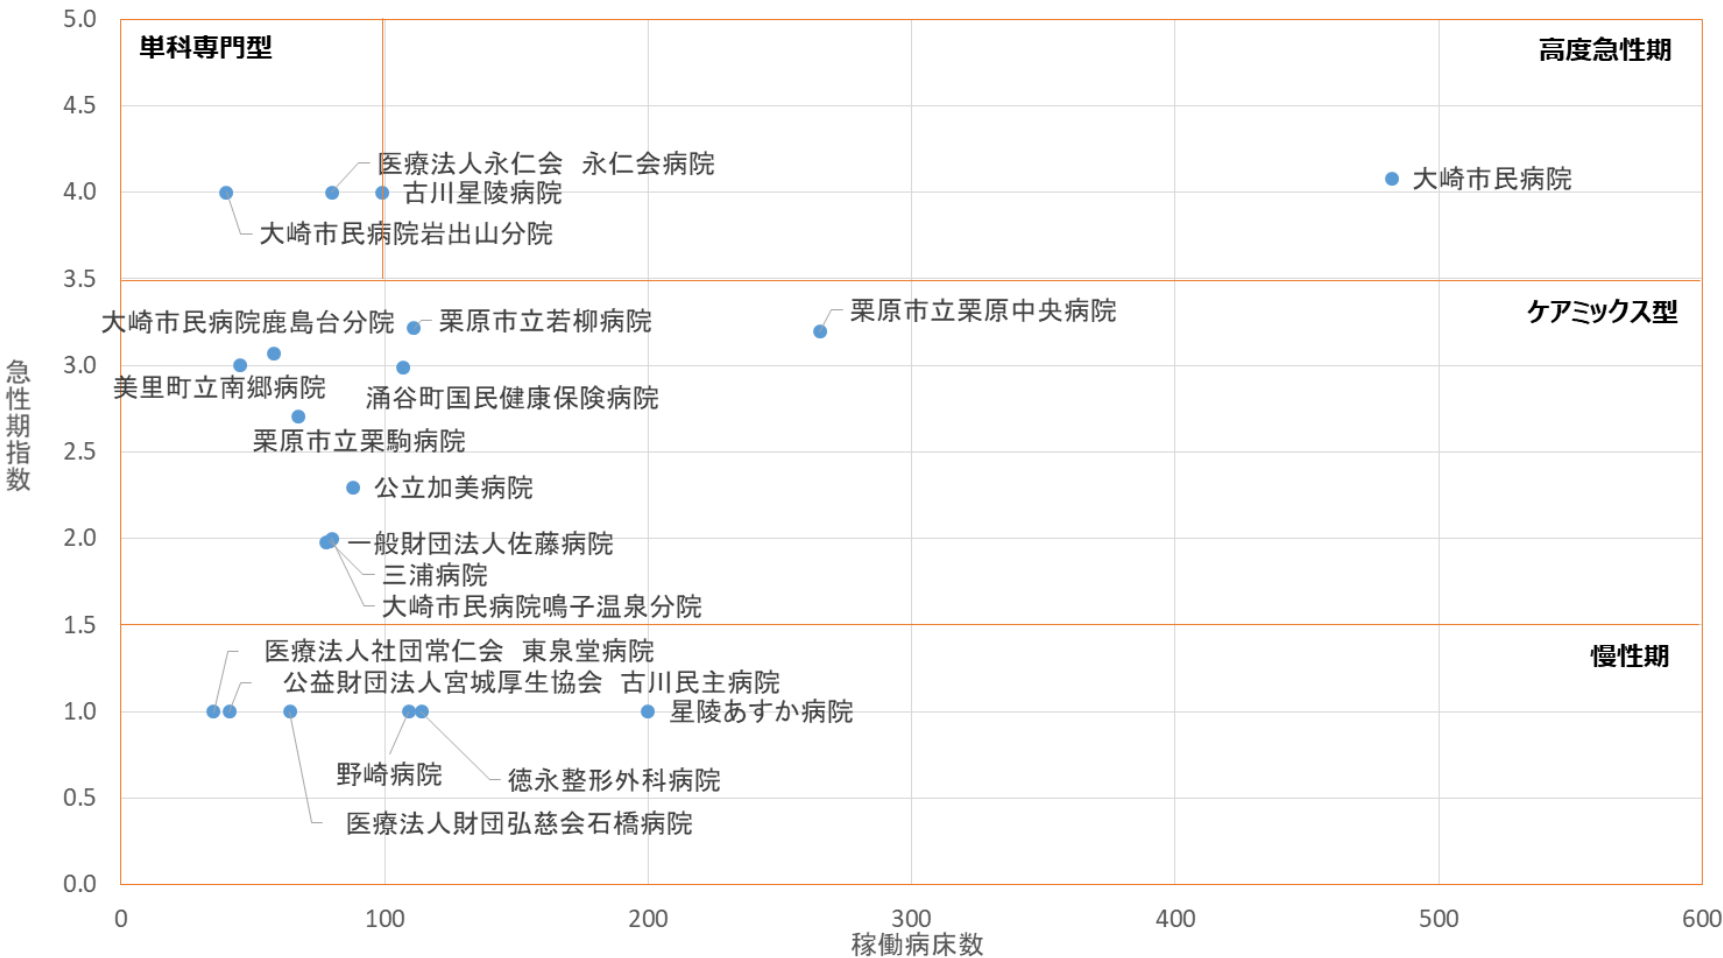 5.0
単科専門型
高度急性期
4.5
医療法人永仁会　永仁会病院
大崎市民病院
4.0
古川星陵病院
大崎市民病院岩出山分院
3.5
栗原市立栗原中央病院
ケアミックス型
大崎市民病院鹿島台分院
栗原市立若柳病院
3.0
美里町立南郷病院
涌谷町国民健康保険病院
栗原市立栗駒病院
2.5
公立加美病院
2.0
一般財団法人佐藤病院
三浦病院
大崎市民病院鳴子温泉分院
1.5
医療法人社団常仁会　東泉堂病院
慢性期
公益財団法人宮城厚生協会　古川民主病院
1.0
星陵あすか病院
野崎病院
徳永整形外科病院
0.5
医療法人財団弘慈会石橋病院
0.0
0 100 200 300 400 500 600
稼働病床数
急性期指数